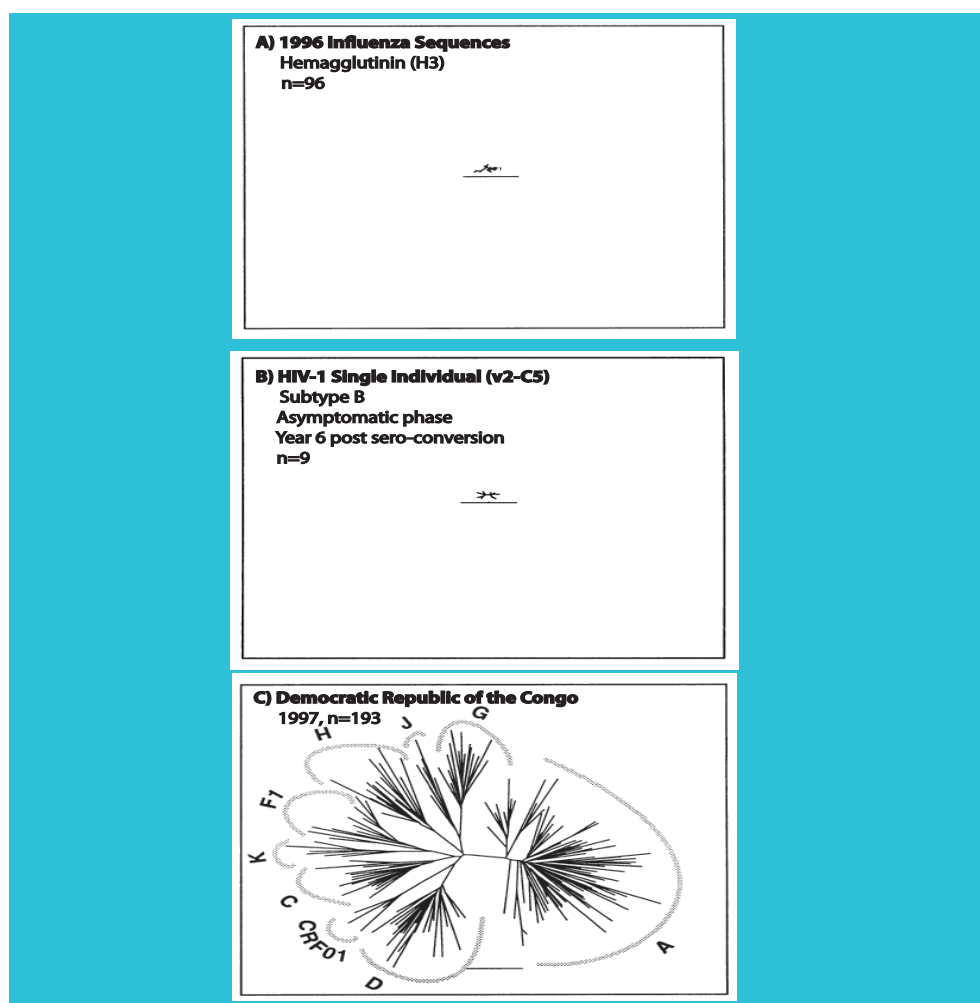 A) 1996 Influenza Sequences
Hemagglutinin (H3)
n=96
B) HIV-1 Single Individual (v2-C5)
Subtype B
Asymptomatic phase
Year 6 post sero-conversion
n=9
C) Democratic Republic of the Congo
1997, n=193
G
J
H
F1
K
C
CRF01
D
A